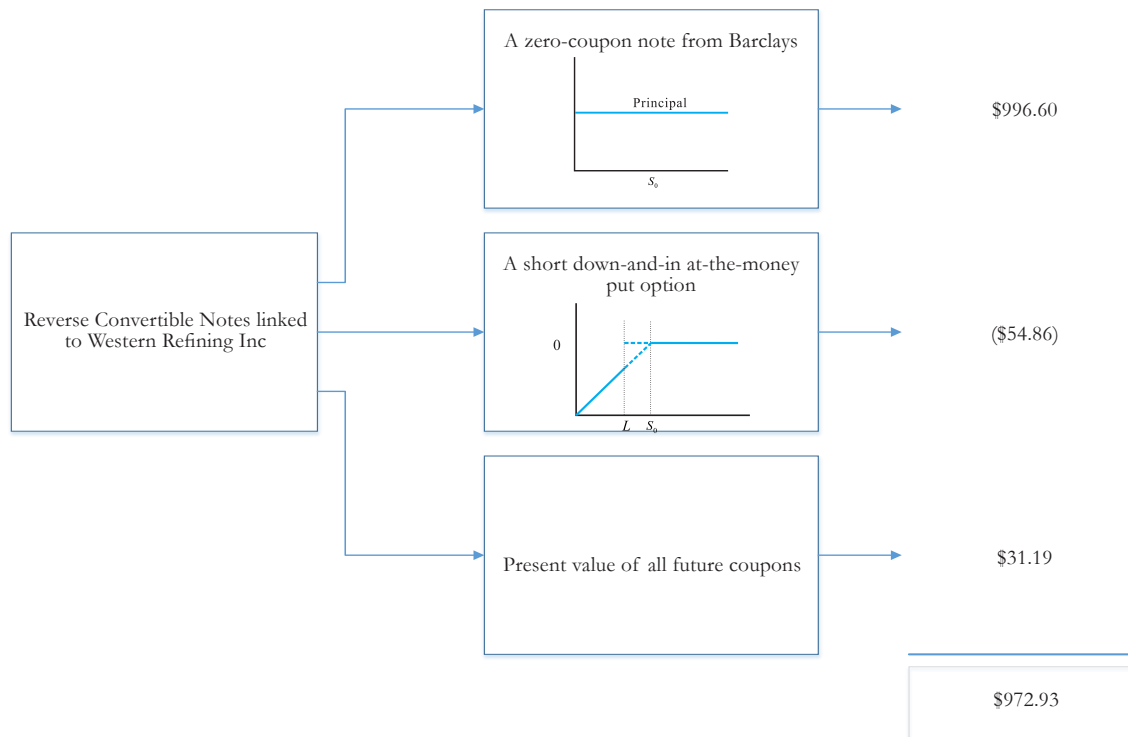 A zero-coupon note from Barclays
Principal
S₀
$996.60
Reverse Convertible Notes linked
to Western Refining Inc
A short down-and-in at-the-money
put option
0
L S₀
($54.86)
Present value of all future coupons
$31.19
$972.93